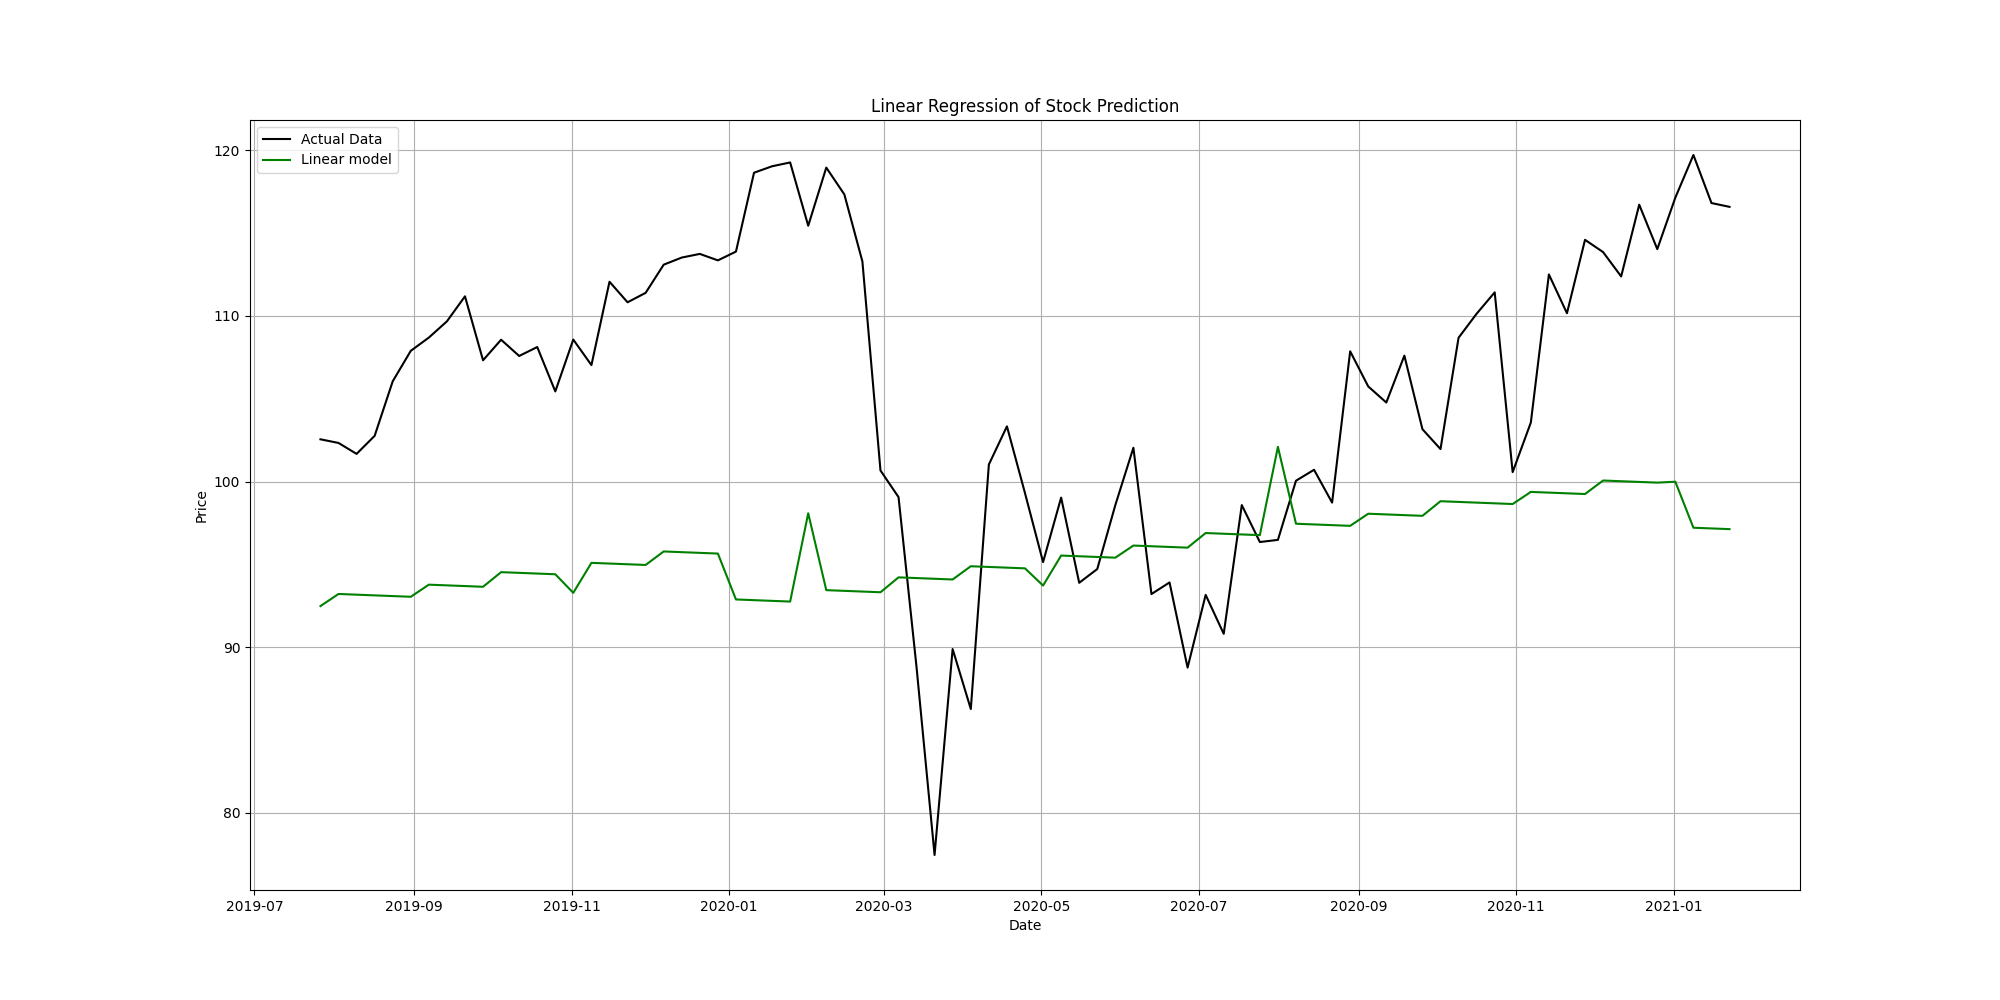 Linear Regression of Stock Prediction
Actual Data
Linear model
120
110
100
90
80
Price
2019-07 2019-09 2019-11 2020-01 2020-03 2020-05 2020-07 2020-09 2020-11 2021-01
Date